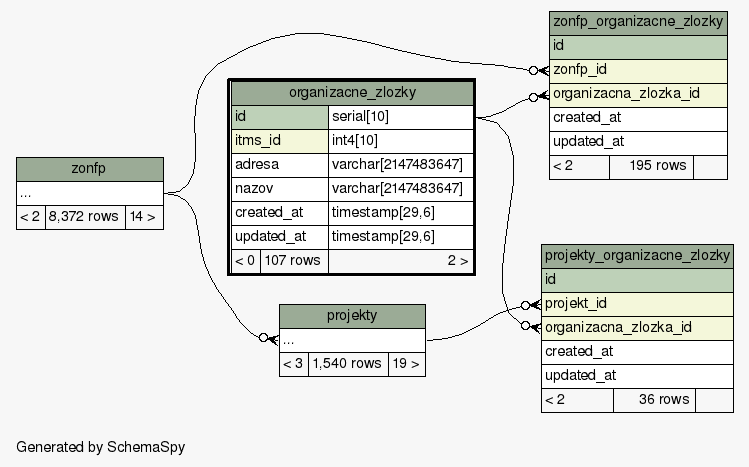 zonfp_organizacne_zlozky
id
zonfp_id
organizacna_zlozka_id
created_at
updated_at
< 2 195 rows
organizacne_zlozky
id serial[10]
itms_id int4[10]
adresa varchar[2147483647]
nazov varchar[2147483647]
created_at timestamp[29,6]
updated_at timestamp[29,6]
< 0 107 rows 2 >
zonfp
...
< 2 8,372 rows 14 >
projekty_organizacne_zlozky
id
projekt_id
organizacna_zlozka_id
created_at
updated_at
< 2 36 rows
projekty
...
< 3 1,540 rows 19 >
Generated by SchemaSpy